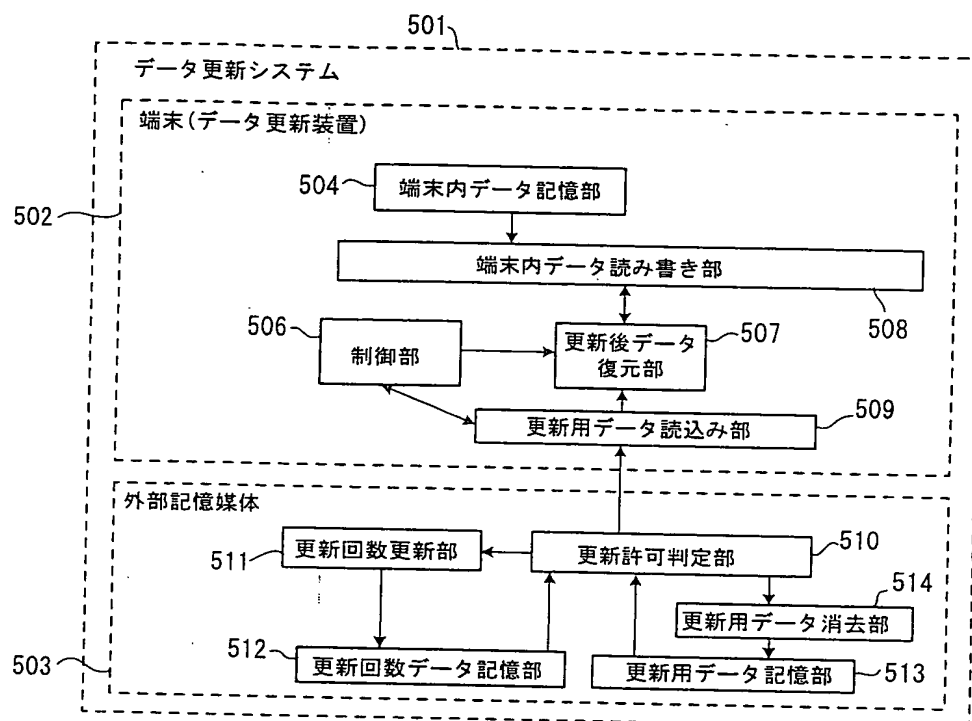 501
データ更新システム
端末(データ更新装置)
504
端末内データ記憶部
502
端末内データ読み書き部
508
506
制御部
更新後データ
復元部
507
更新用データ読込み部
509
外部記憶媒体
511
更新回数更新部
更新許可判定部
510
514
更新用データ消去部
503
512
更新回数データ記憶部
更新用データ記憶部
513